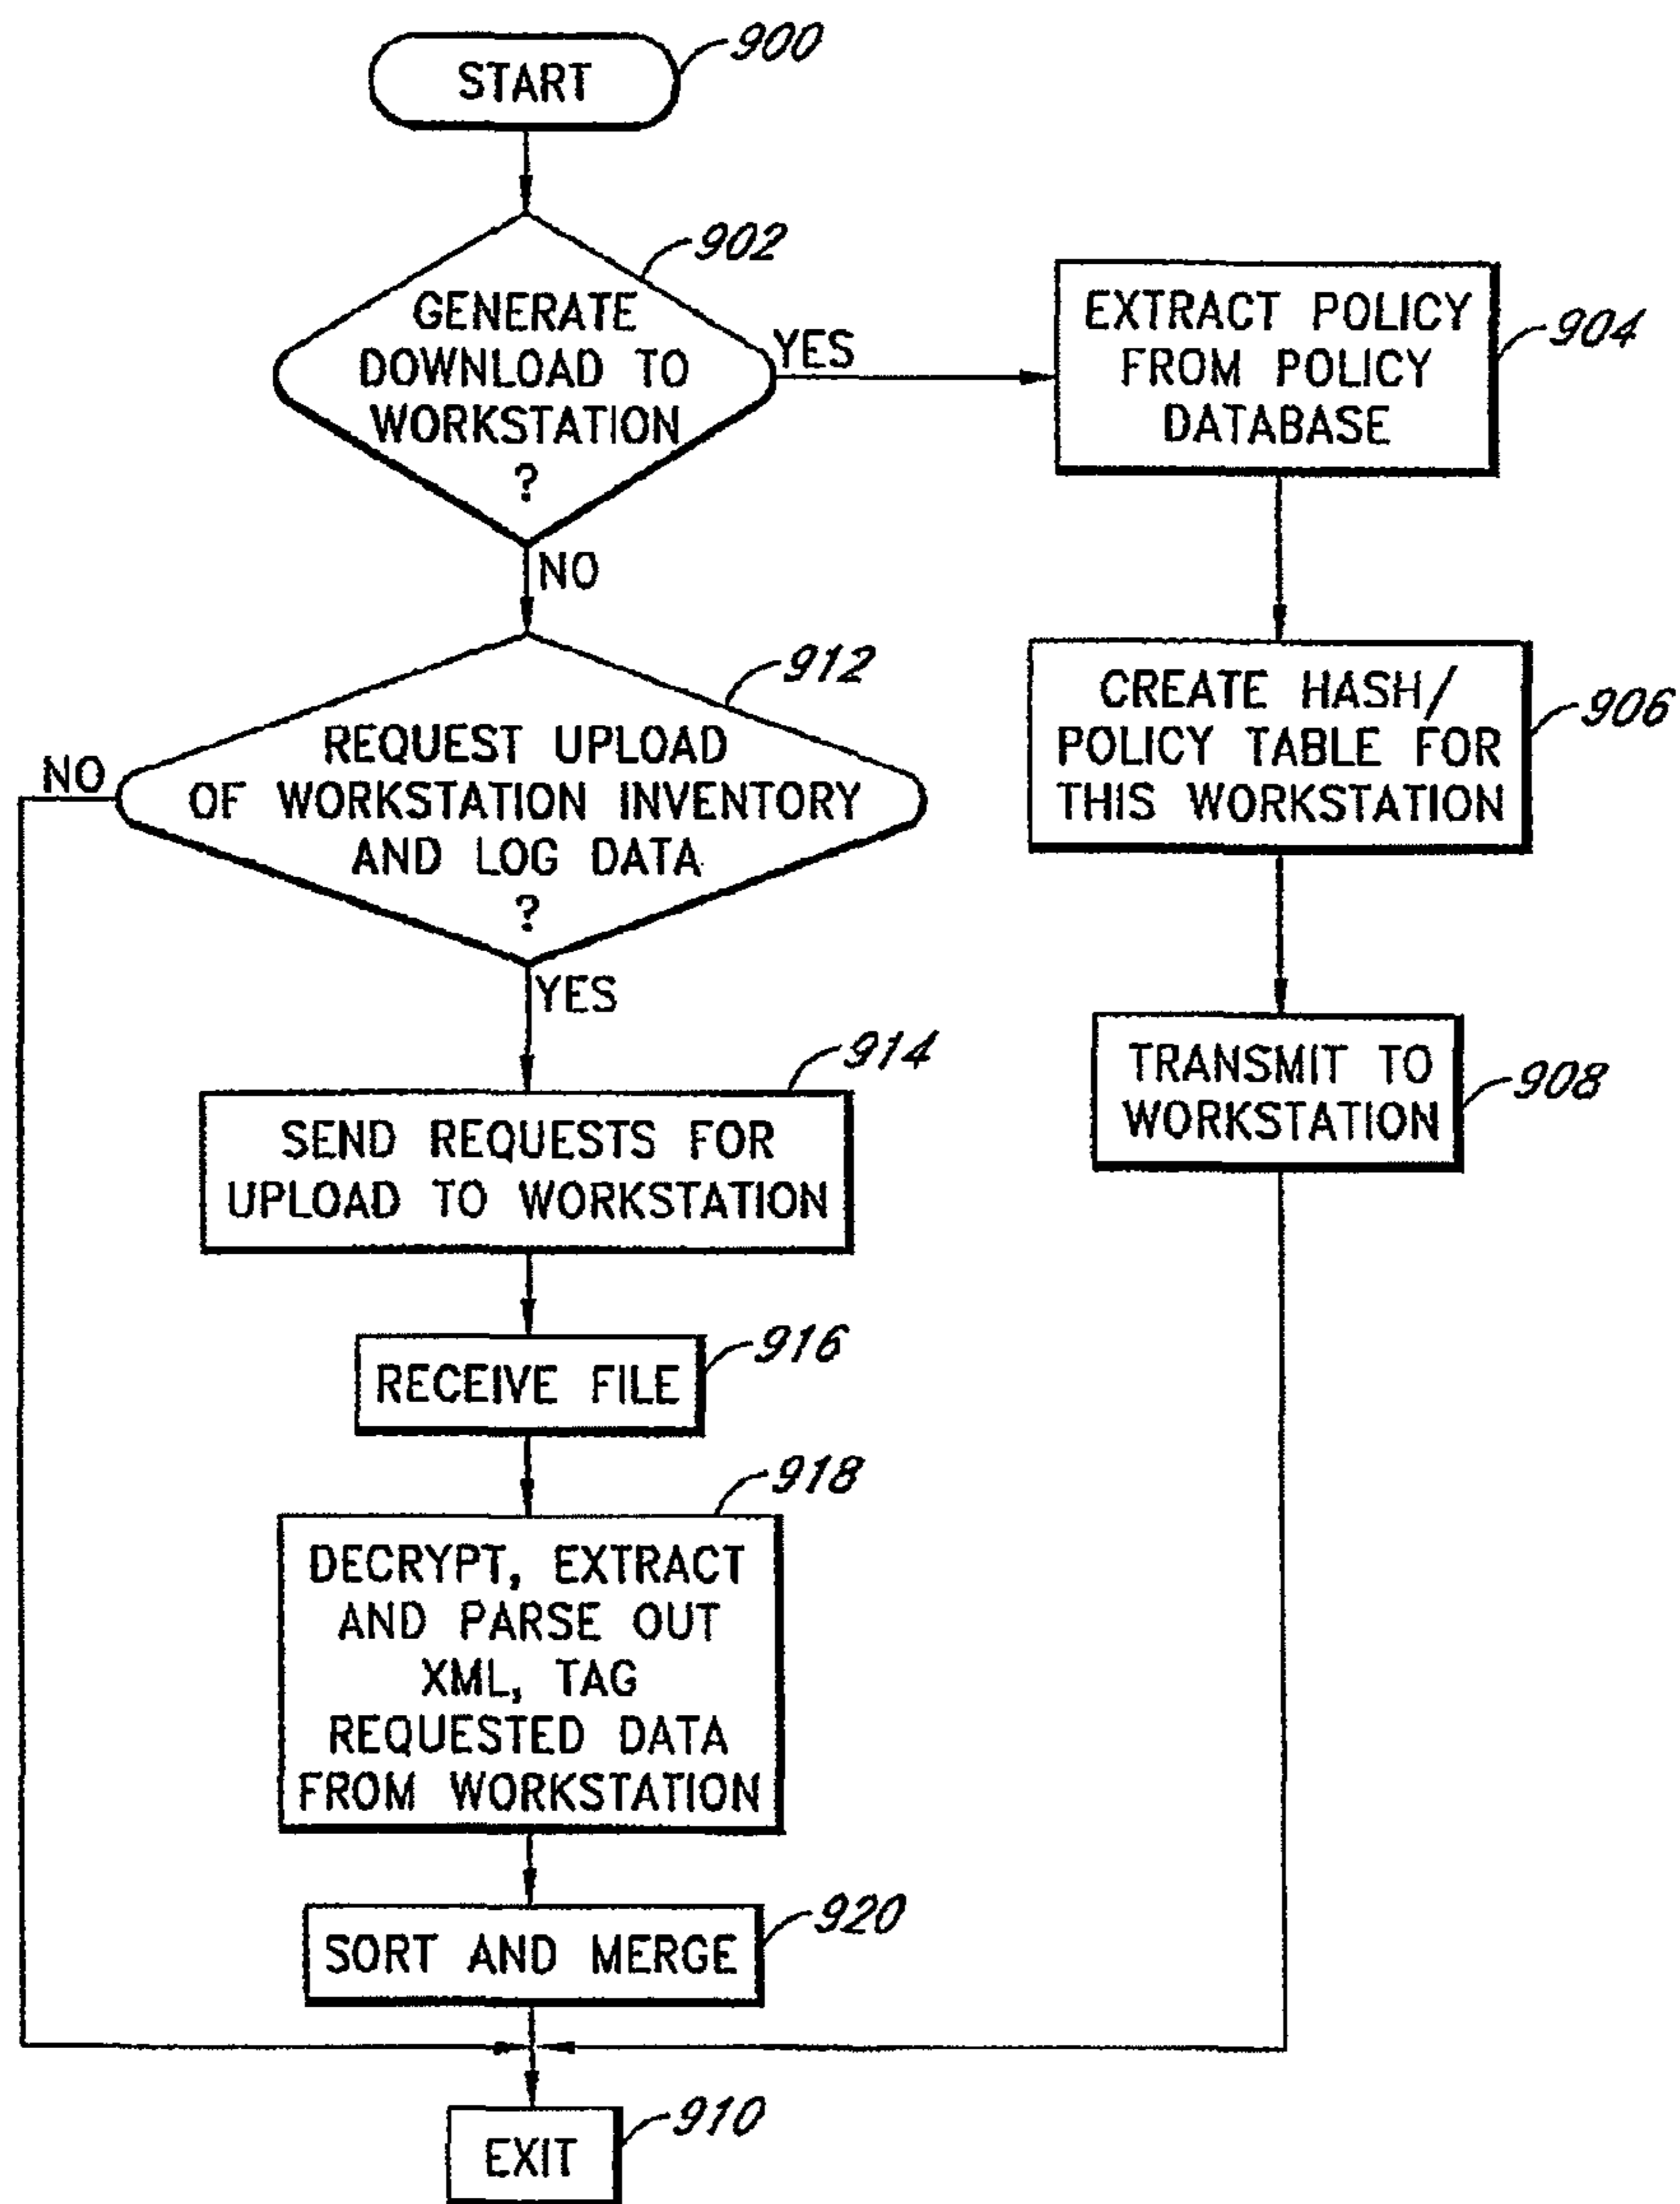 START
900
GENERATE
DOWNLOAD TO
WORKSTATION
?
902
YES
NO
EXTRACT POLICY
FROM POLICY
DATABASE
904
CREATE HASH/
POLICY TABLE FOR
THIS WORKSTATION
906
TRANSMIT TO
WORKSTATION
908
REQUEST UPLOAD
OF WORKSTATION INVENTORY
AND LOG DATA
?
912
NO
YES
SEND REQUESTS FOR
UPLOAD TO WORKSTATION
914
RECEIVE FILE
916
DECRYPT, EXTRACT
AND PARSE OUT
XML, TAG
REQUESTED DATA
FROM WORKSTATION
918
SORT AND MERGE
920
EXIT
910